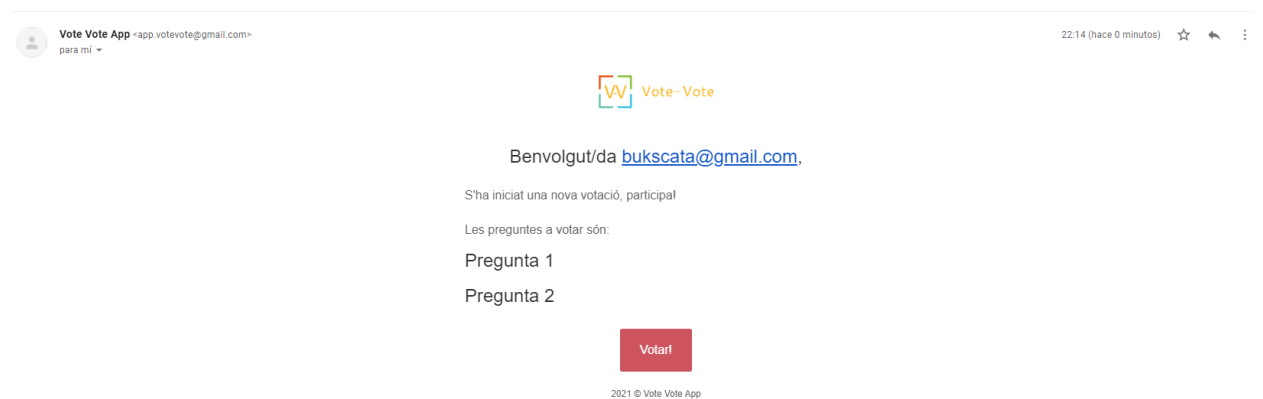 Vote Vote App <app.votevote@gmail.com>
22:14 (hace 0 minutos)
para mí
Vote-Vote
Benvolgut/da bukscata@gmail.com,
S'ha iniciat una nova votació, participa!
Les preguntes a votar són:
Pregunta 1
Pregunta 2
Votar!
2021 © Vote Vote App